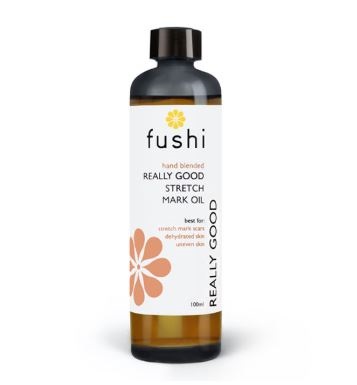 fushi
hand blended
REALLY GOOD
STRETCH
MARK OIL
best for:
stretch mark scars
dehydrated skin
uneven skin
100ml
REALLY GOOD